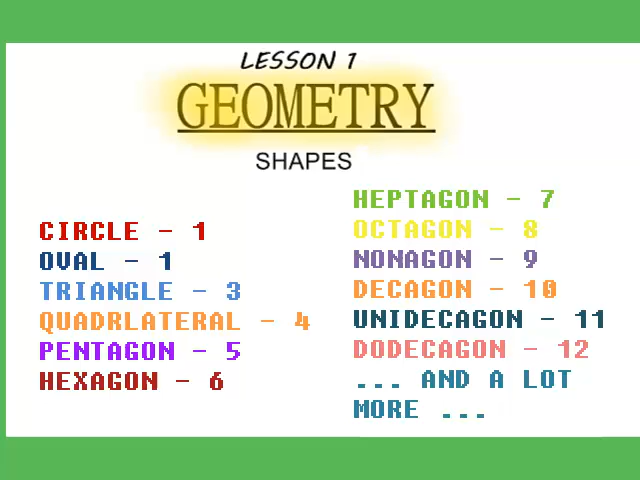 LESSON 1
GEOMETRY
SHAPES
CIRCLE - 1
OVAL - 1
TRIANGLE - 3
QUADRLATERAL - 4
PENTAGON - 5
HEXAGON - 6
HEPTAGON - 7
OCTAGON - 8
NONAGON - 9
DECAGON - 10
UNIDECAGON - 11
DODECAGON - 12
... AND A LOT
MORE ...